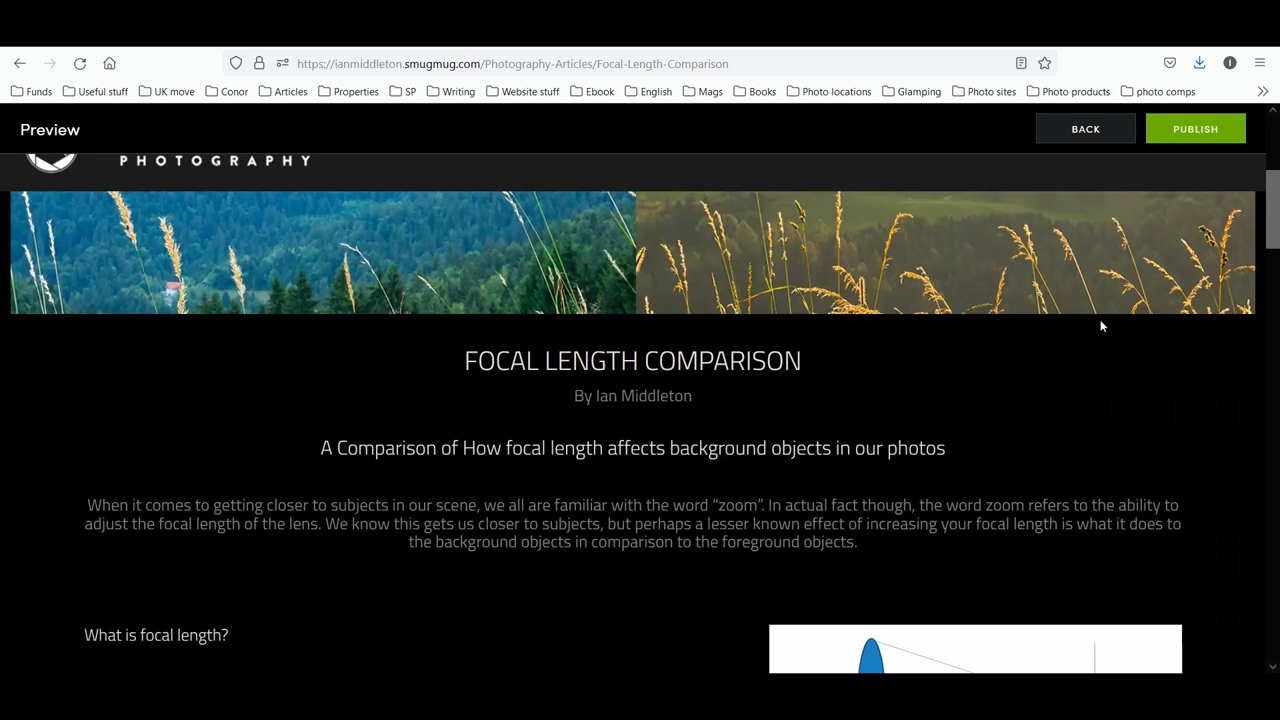 https://ianmiddleton.smugmug.com/Photography-Articles/Focal-Length-Comparison
Funds Useful stuff UK move Conor Articles Properties SP Writing Website stuff Ebook English Mags Books Photo locations Glamping Photo sites Photo products photo comps
Preview
BACK
PUBLISH
PHOTOGRAPHY
FOCAL LENGTH COMPARISON
By Ian Middleton
A Comparison of How focal length affects background objects in our photos
When it comes to getting closer to subjects in our scene, we all are familiar with the word “zoom”. In actual fact though, the word zoom refers to the ability to
adjust the focal length of the lens. We know this gets us closer to subjects, but perhaps a lesser known effect of increasing your focal length is what it does to
the background objects in comparison to the foreground objects.
What is focal length?